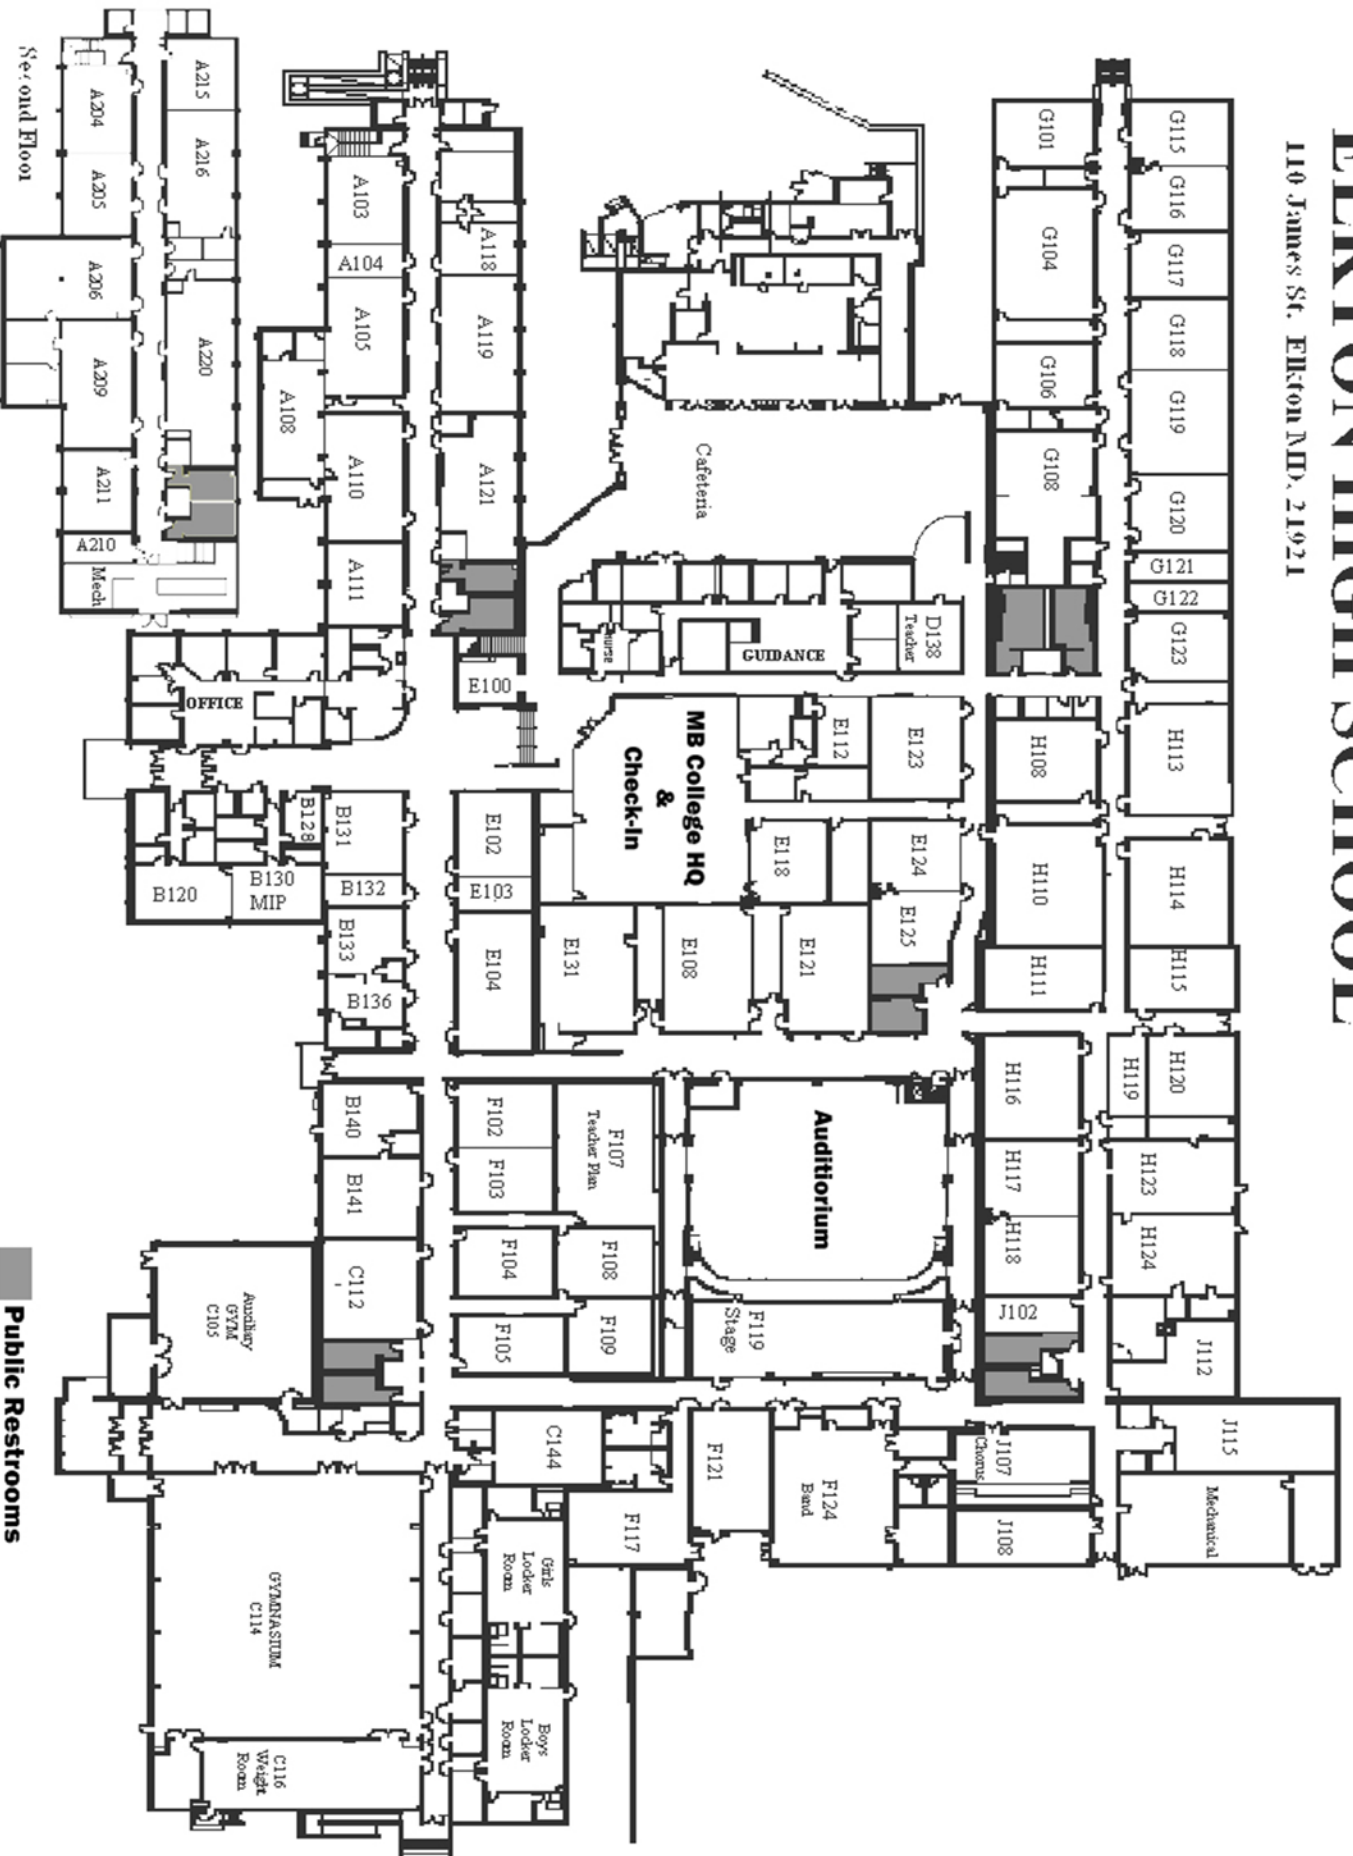 ELKTON HIGH SCHOOL
110 James St. Elkton MD. 21921
G115
G116
G117
G118
G119
G120
G121
G122
G123
H113
H114
H115
H120
H119
H123
H124
J112
J115
Mechanical
G101
G104
G106
G108
H108
H110
H111
H116
H117
H118
J102
J107
Chorus
J108
Cafeteria
D138
Teacher
GUIDANCE
E123
E112
E124
E125
E118
E121
E108
E131
MB College HQ
&
Check-In
Auditiorium
F119
Stage
F121
F124
Band
F117
A118
A119
A121
E100
E102
E103
E104
F102
F103
F107
Teacher Plan
F104
F108
F105
F109
C144
Girls
Locker
Room
Boys
Locker
Room
A103
A104
A105
A108
A110
A111
OFFICE
B128
B131
B132
B133
B136
B120
B130
MIP
B140
B141
C112
Auxiliary
GYM
C105
GYMNASIUM
C114
C116
Weight
Room
A215
A216
A220
A204
A205
A206
A209
A211
A210
Mech
Second Floor
Public Restrooms